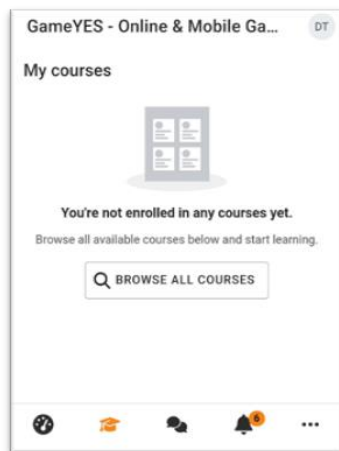 GameYES - Online & Mobile Ga...
DT
My courses
You're not enrolled in any courses yet.
Browse all available courses below and start learning.
BROWSE ALL COURSES
6